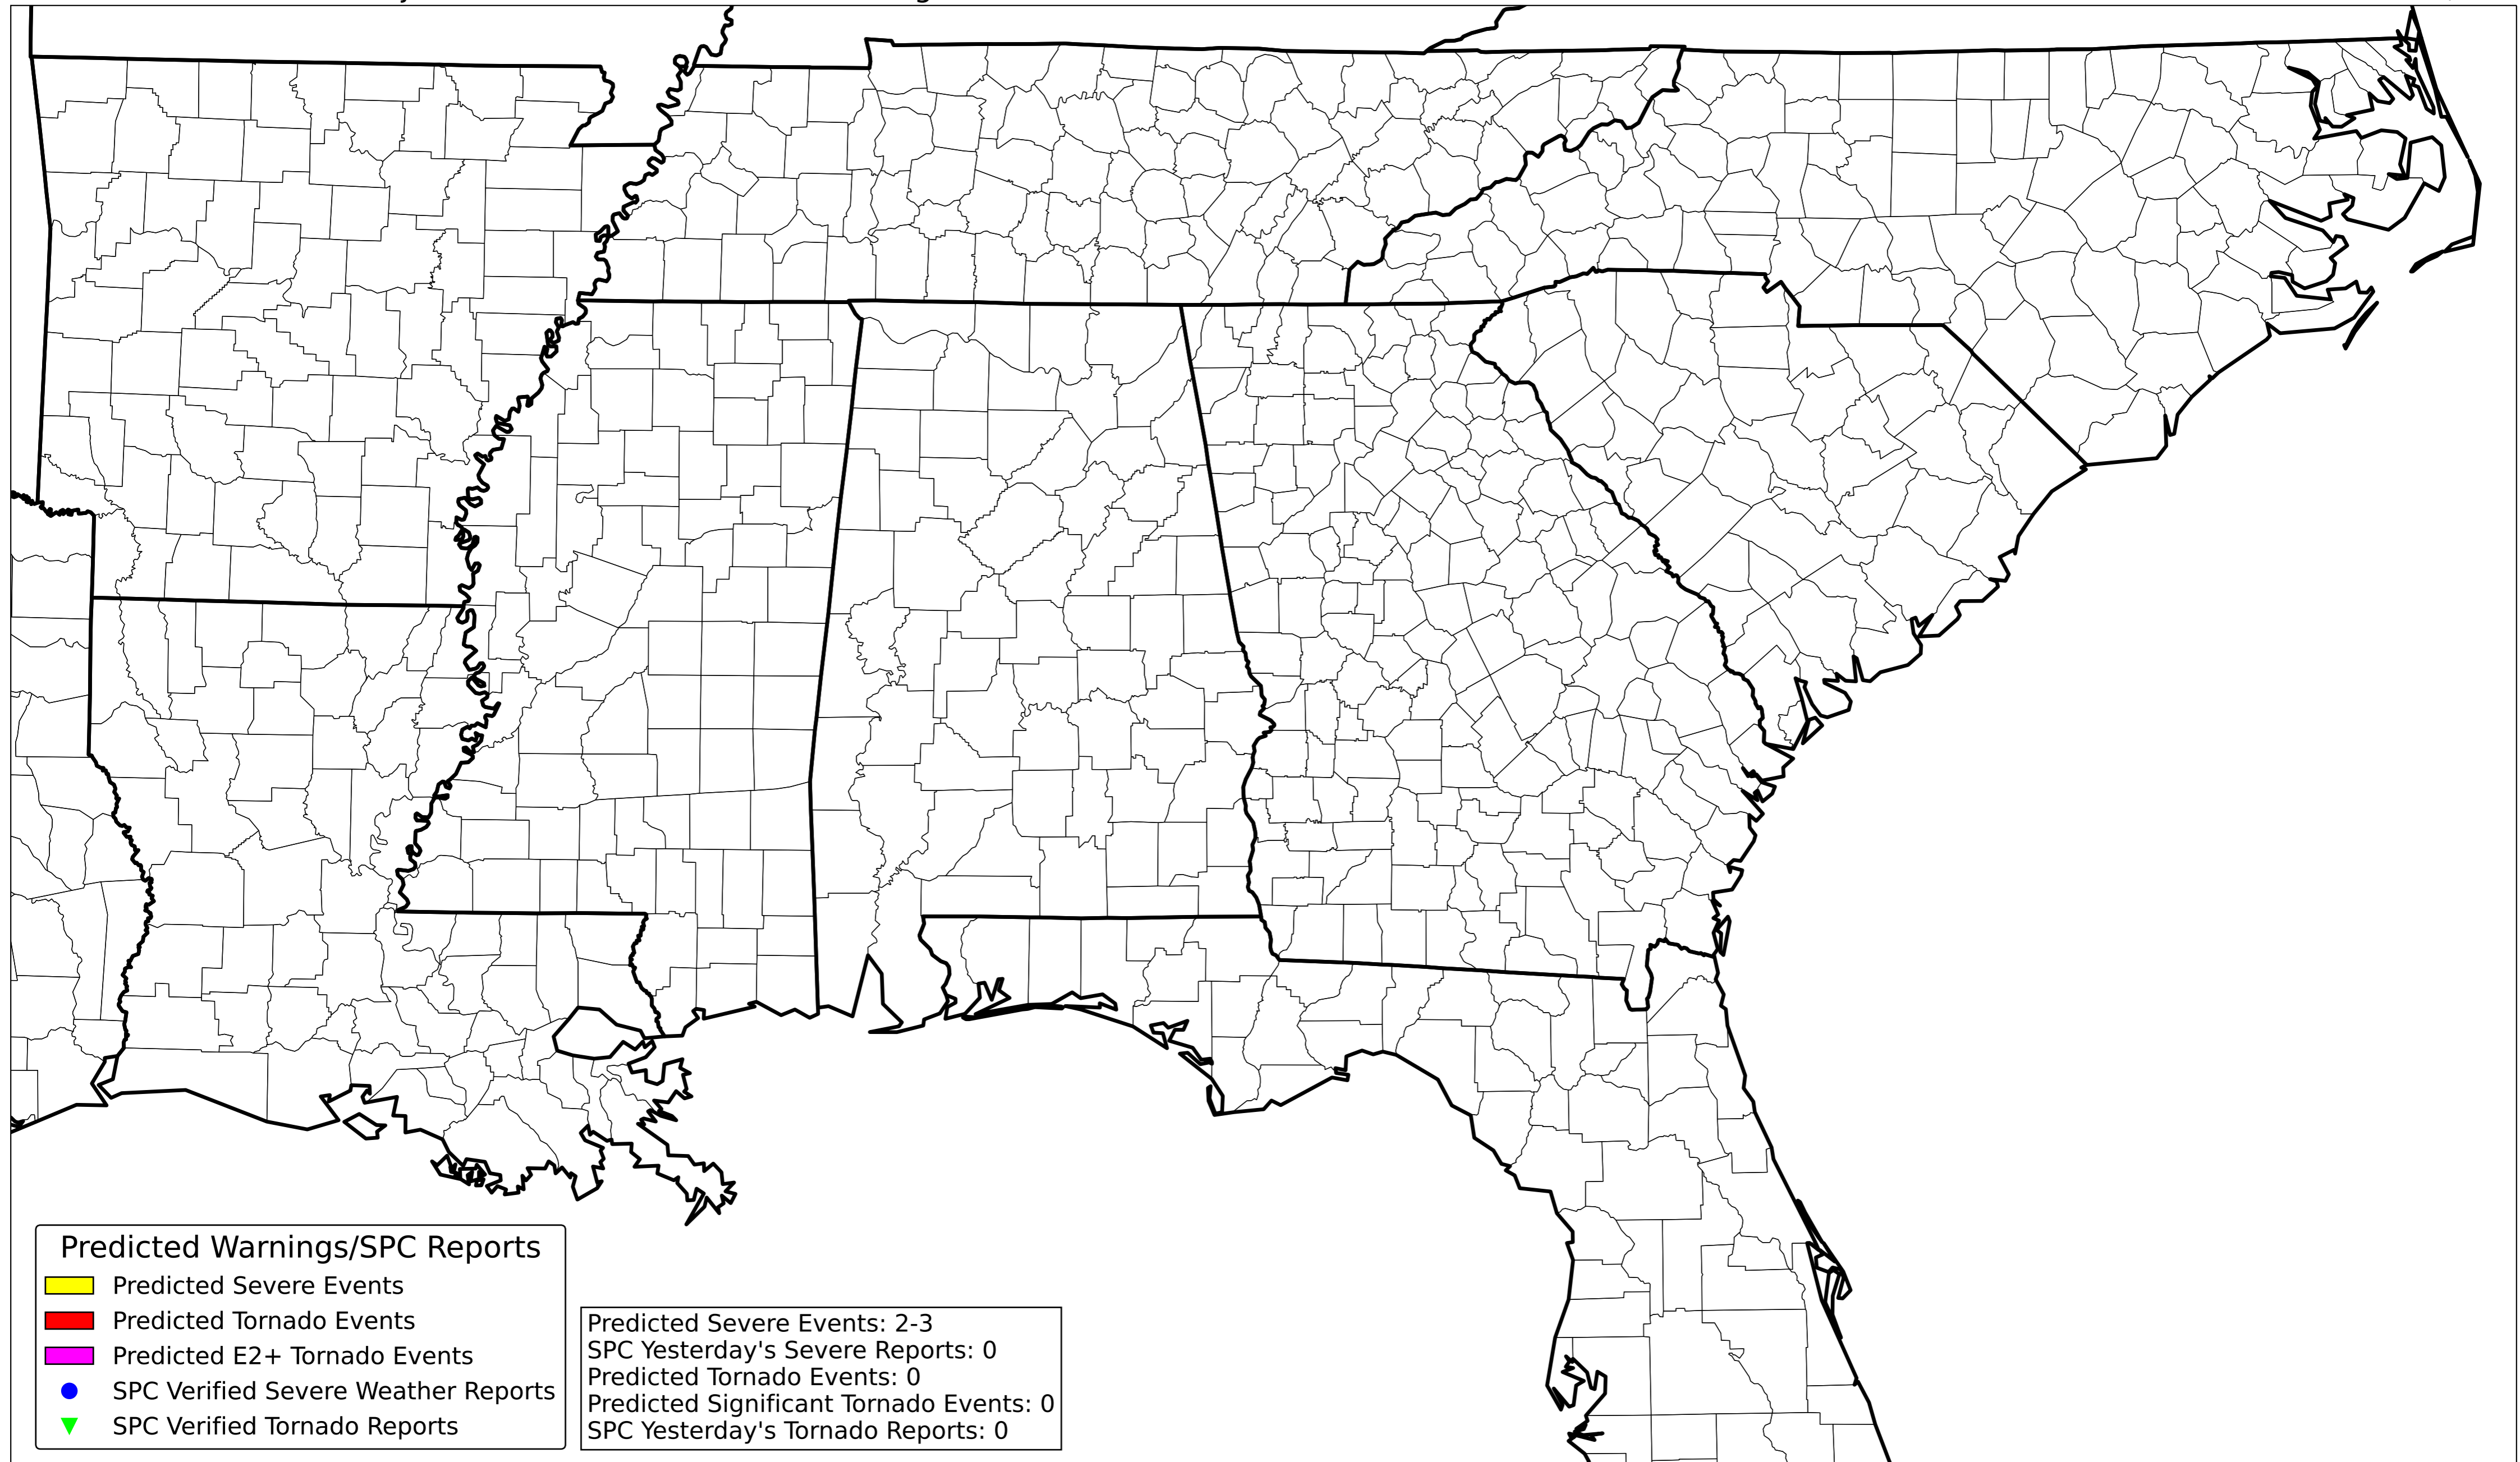 Predicted Warnings/SPC Reports
Predicted Severe Events
Predicted Tornado Events
Predicted E2+ Tornado Events
SPC Verified Severe Weather Reports
SPC Verified Tornado Reports
Predicted Severe Events: 2-3
SPC Yesterday's Severe Reports: 0
Predicted Tornado Events: 0
Predicted Significant Tornado Events: 0
SPC Yesterday's Tornado Reports: 0